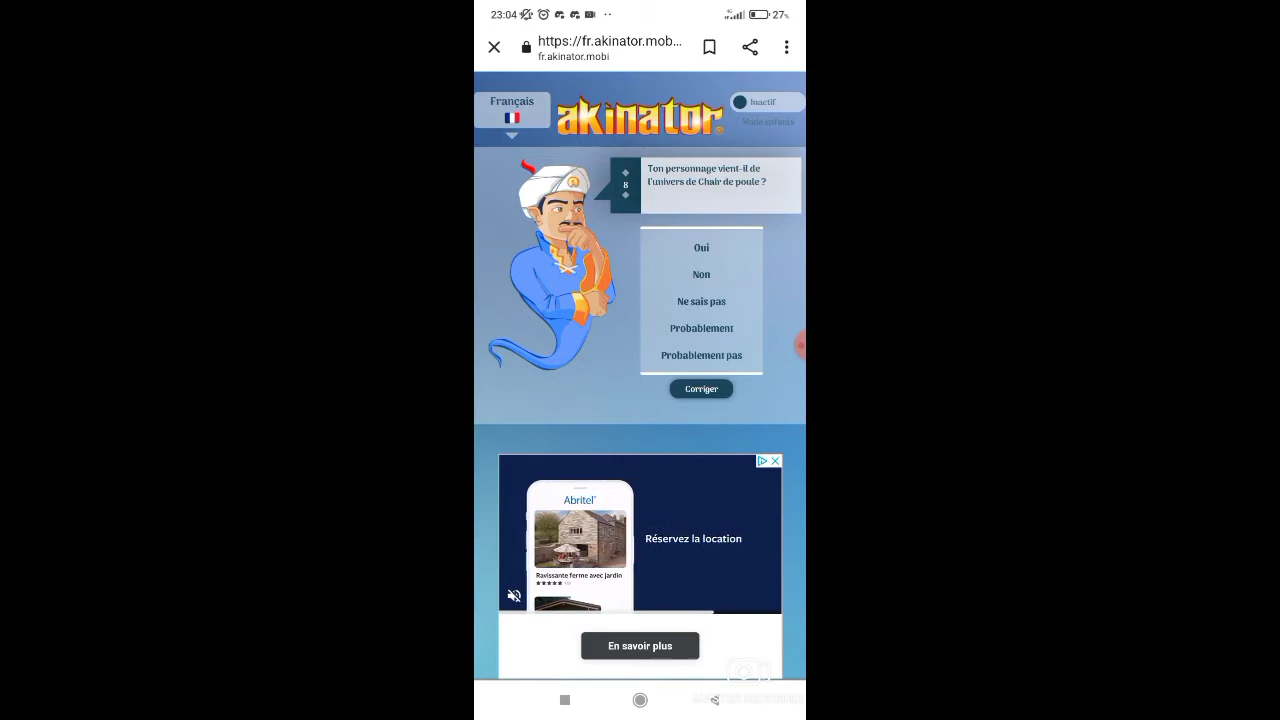 23:04
4G
27%
https://fr.akinator.mob...
fr.akinator.mobi
Français
akinator
Inactif
Mode enfants
8
Ton personnage vient-il de
l'univers de Chair de poule ?
Oui
Non
Ne sais pas
Probablement
Probablement pas
Corriger
Abritel
Réservez la location
Ravissante ferme avec jardin
En savoir plus